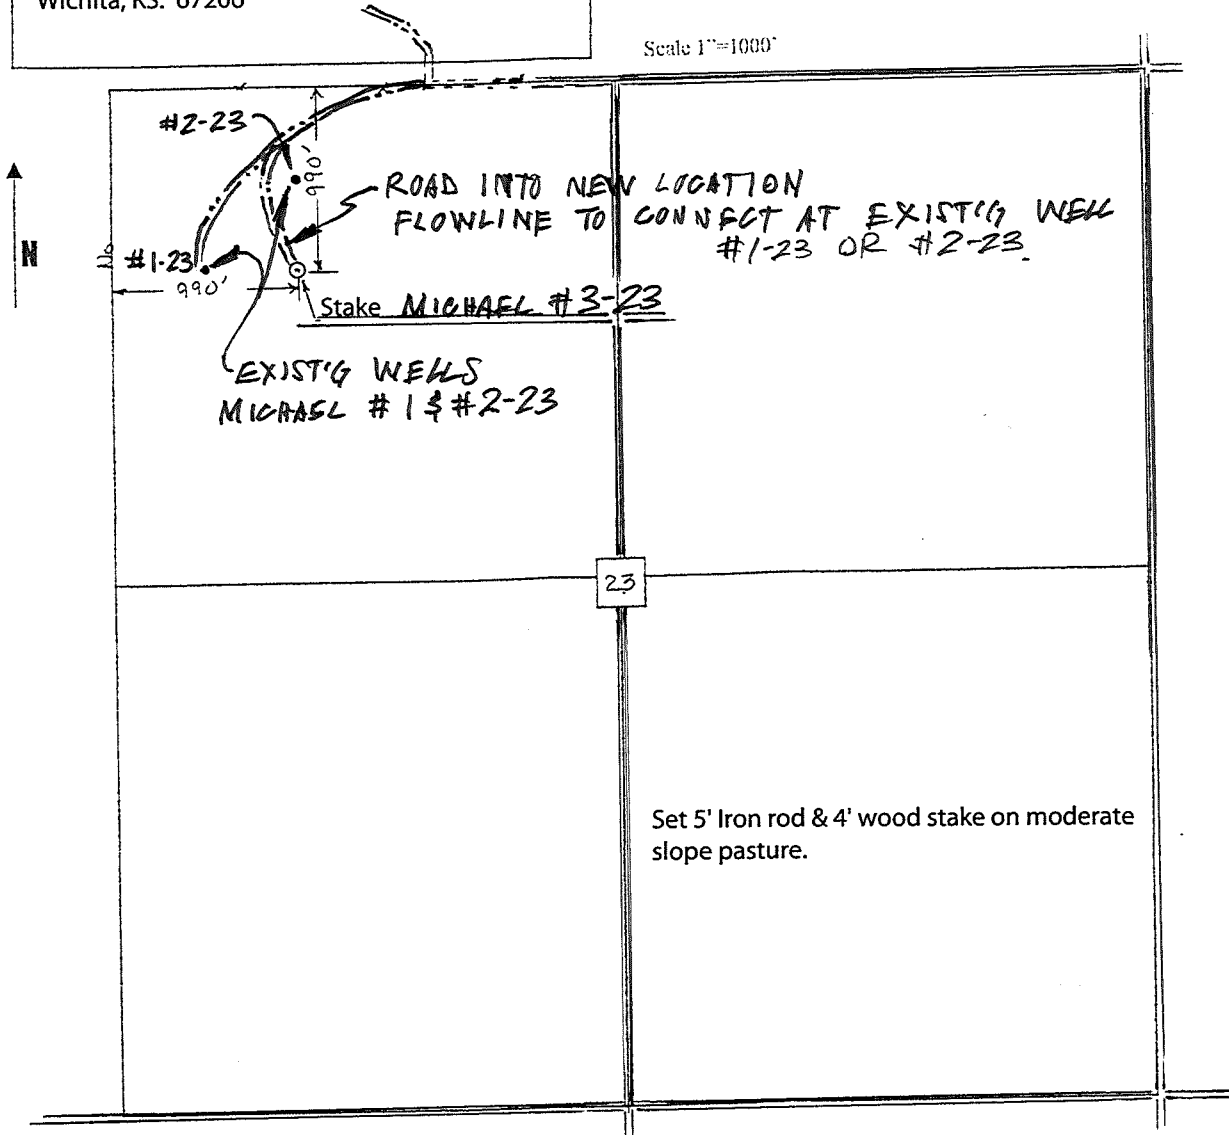 Wichita, KS. 67206
Scale 1"=1000'
#2-23
990'
ROAD INTO NEW LOCATION
FLOWLINE TO CONNECT AT EXIST'G WELL
#1-23 OR #2-23.
N
#1-23
990'
Stake MICHAEL #3-23
EXIST'G WELLS
MICHAEL # 1 & #2-23
23
Set 5' Iron rod & 4' wood stake on moderate
slope pasture.